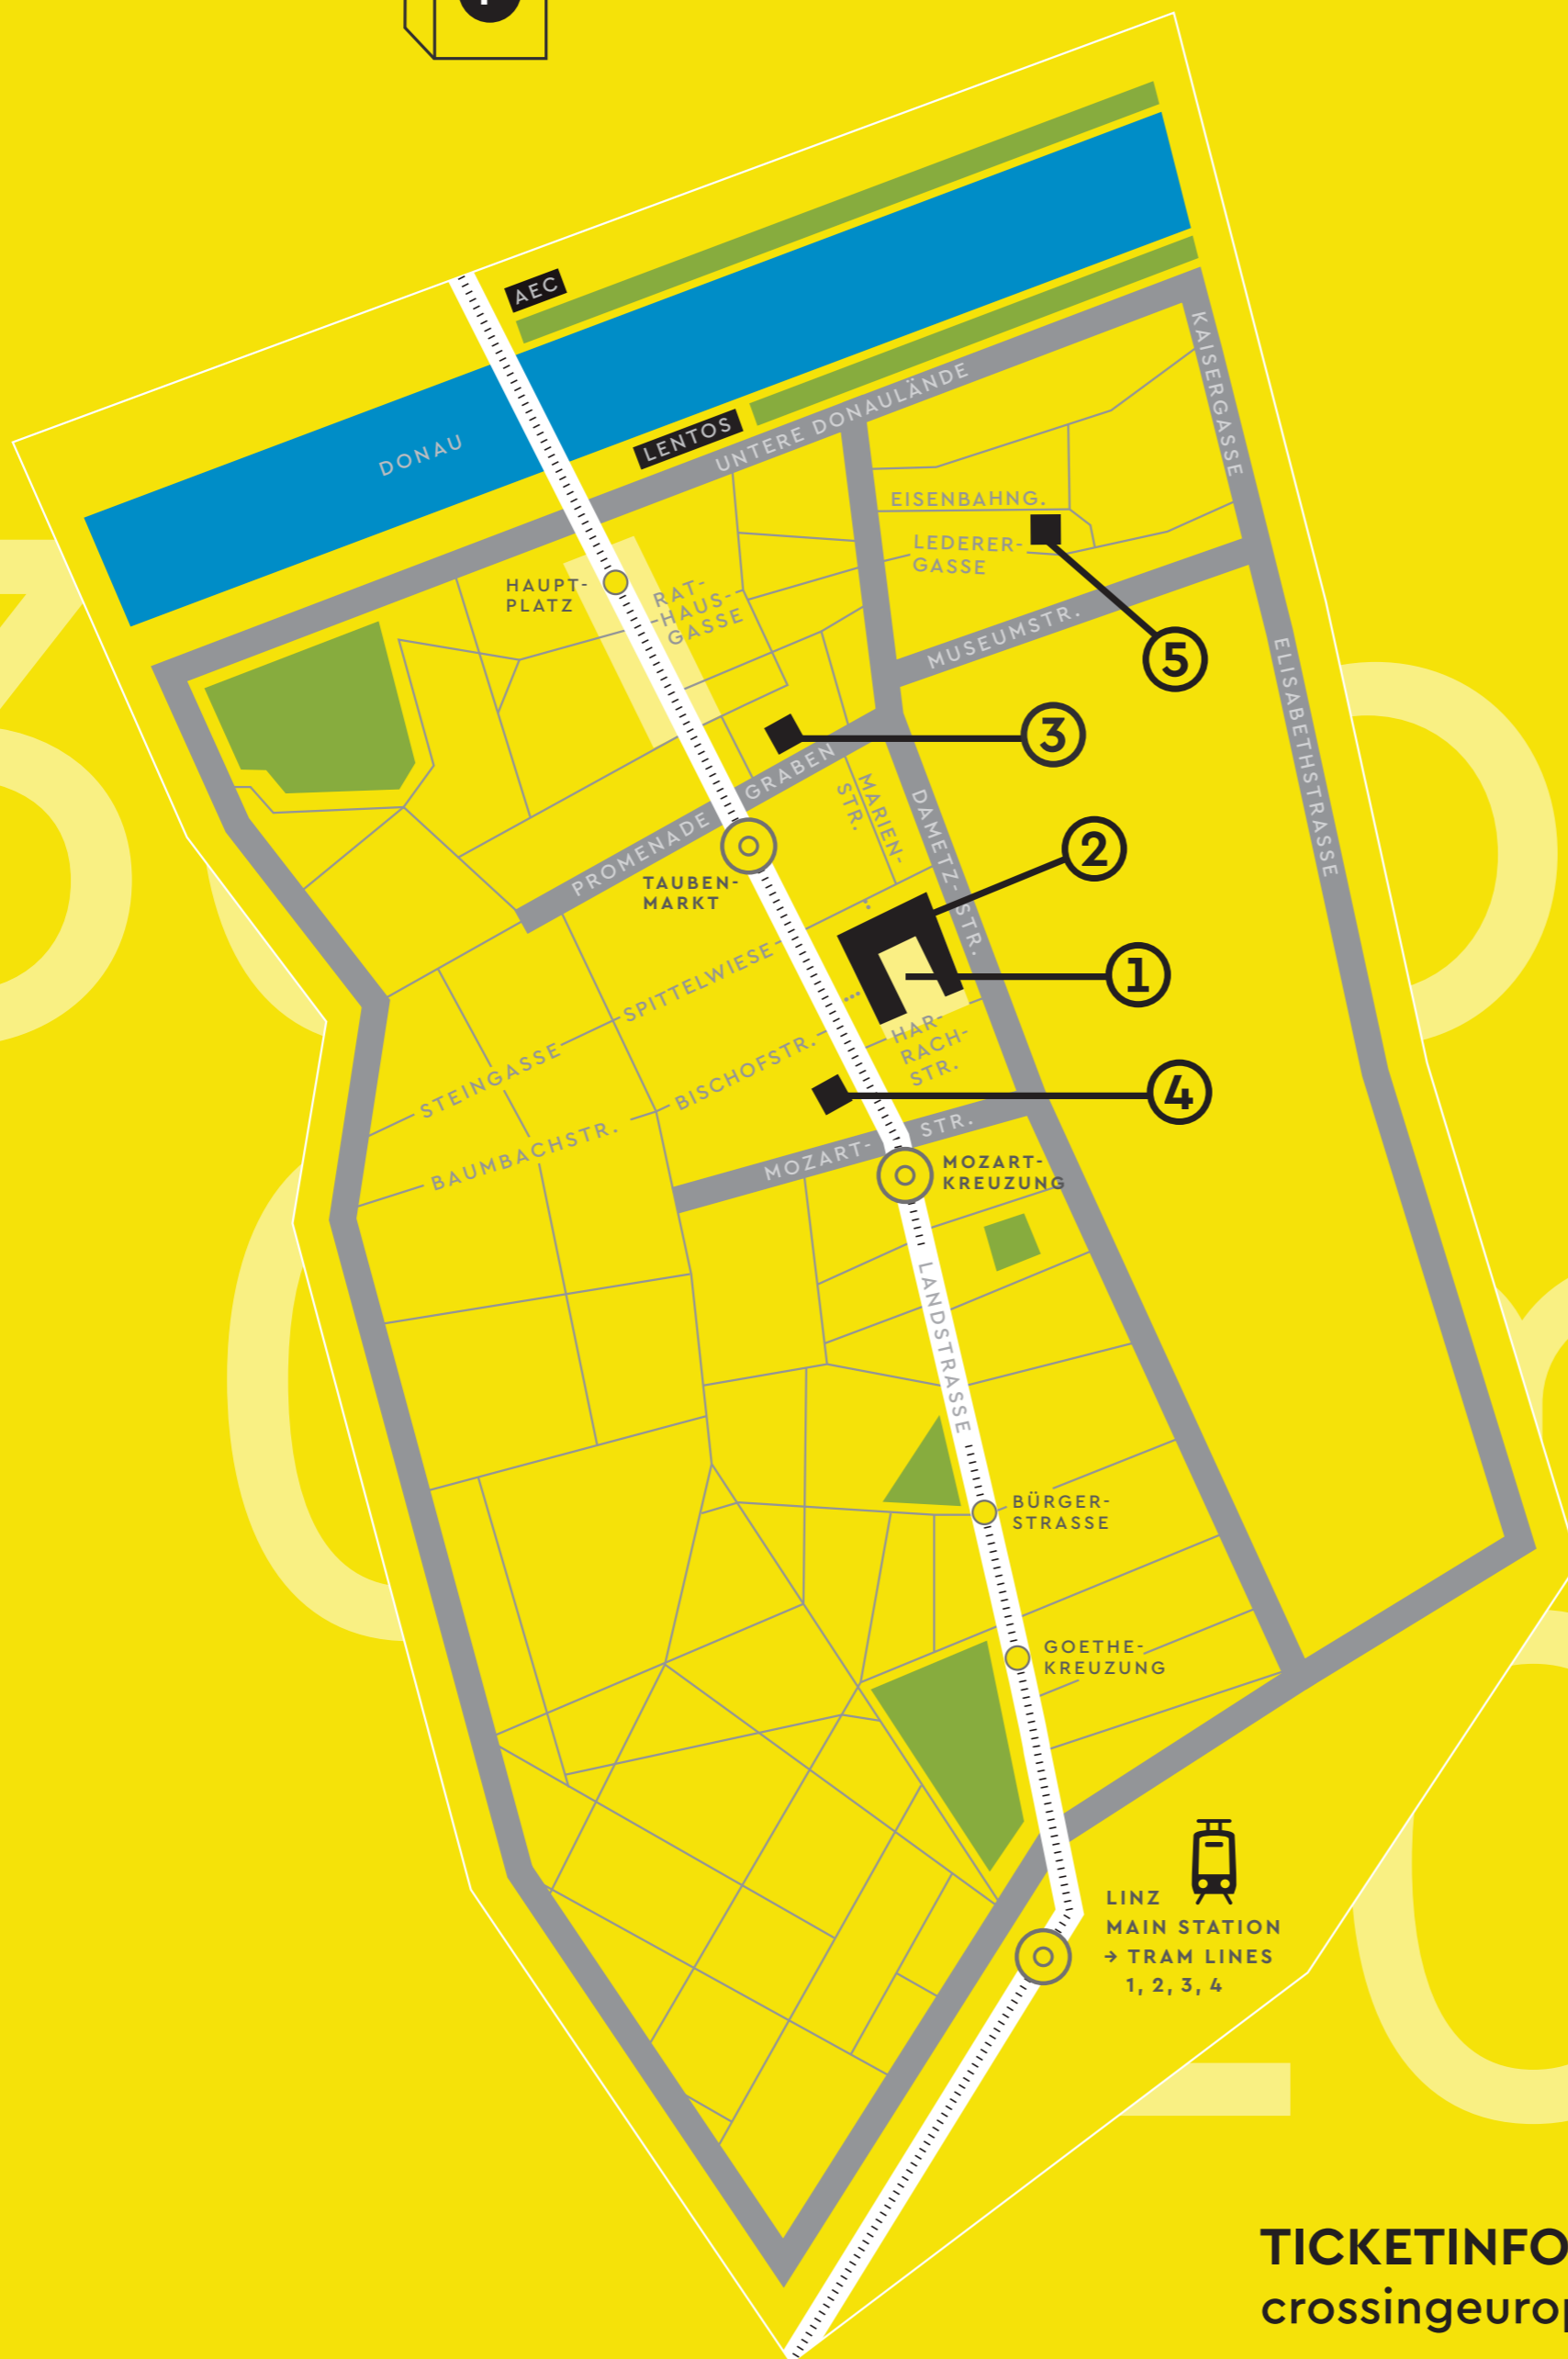 AEC
DONAU
LENTOS
UNTERE DONAULÄNDE
KAISERGASSE
EISENBAHNG.
LEDERER-
GASSE
HAUPT-
PLATZ
RAT-
HAUS-
GASSE
MUSEUMSTR.
5
ELISABETHSTRASSE
3
PROMENADE
GRABEN
MARIEN-
STR.
DAMETZ-STR.
2
TAUBEN-
MARKT
1
SPITTELWIESE
STEINGASSE
BISCHOFSTR.
HAR-
RACH-
STR.
BAUMBACHSTR.
4
MOZART-
STR.
MOZART-
KREUZUNG
LANDSTRASSE
BÜRGER-
STRASSE
GOETHE-
KREUZUNG
LINZ
MAIN STATION
→ TRAM LINES
1, 2, 3, 4
TICKETINFO
crossingeurop